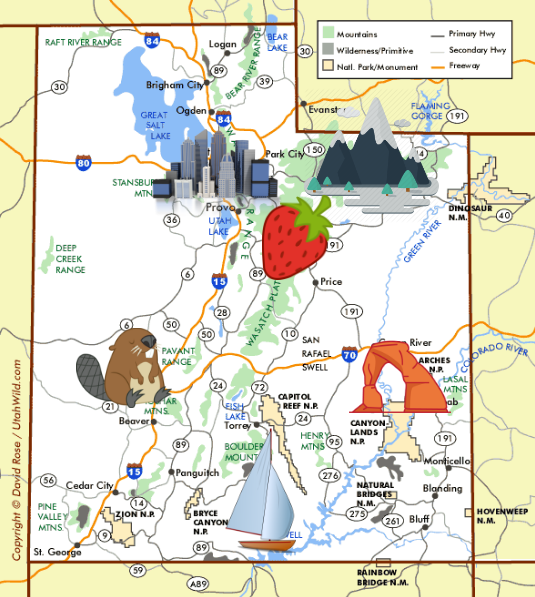 RAFT RIVER RANGE
84
Logan
BEAR
LAKE
Mountains
Primary Hwy
Wilderness/Primitive
Secondary Hwy
Natl. Park/Monument
Freeway
30
89
BEAR RIVER RANGE
30
39
Brigham City
GREAT
SALT
LAKE
Ogden
84
Evanston
FLAMING
GORGE
191
80
Park City
150
STANSBU
MTN
36
Provo
UTAH
LAKE
RANGE
DINOSAUR
N.M.
40
GREEN RIVER
DEEP
CREEK
RANGE
6
15
89
191
Price
WASATCH PLAT
28
191
6
50
50
10
SAN
RAFAEL
SWELL
PAVANT
RANGE
70
River
ARCHES
N.P.
COLORADO RIVER
LASAL
MTNS
ab
24
72
CAPITOL
REEF N.P.
21
AR
MTNS.
Beaver
FISH
LAKE
Torrey
24
CANYON-
LANDS
N.P.
89
BOULDER
MOUNT
HENRY
MTNS
95
191
15
Panguitch
276
Monticello
NATURAL
BRIDGES
N.M.
Blanding
56
Cedar City
14
PINE
VALLEY
MTNS.
ZION N.P.
BRYCE
CANYON
N.P.
275
261
Bluff
HOVENWEEP
N.M.
9
St. George
89
ELL
59
A89
RAINBOW
BRIDGE N.M.
Copyright © David Rose / UtahWild.com